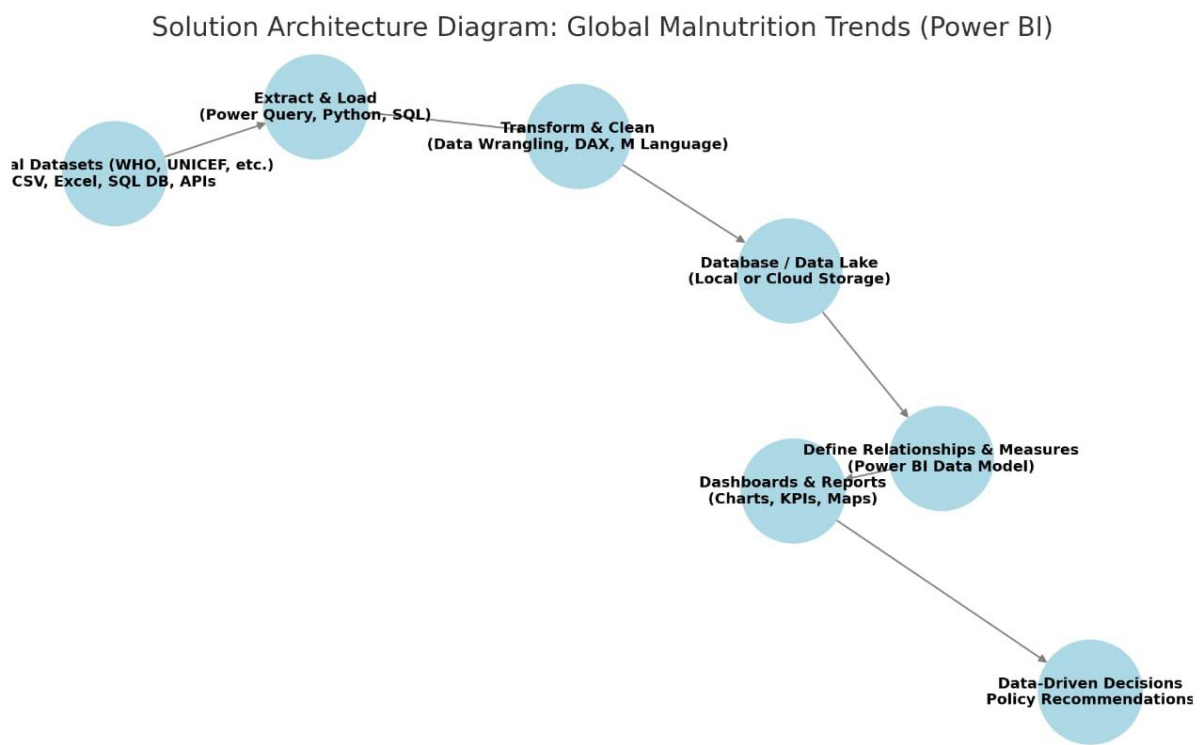 Solution Architecture Diagram: Global Malnutrition Trends (Power BI)
Extract & Load
(Power Query, Python, SQL)
Transform & Clean
(Data Wrangling, DAX, M Language)
al Datasets (WHO, UNICEF, etc.)
CSV, Excel, SQL DB, APIs
Database / Data Lake
(Local or Cloud Storage)
Define Relationships & Measures
(Power BI Data Model)
Dashboards & Reports
(Charts, KPIs, Maps)
Data-Driven Decisions
Policy Recommendations